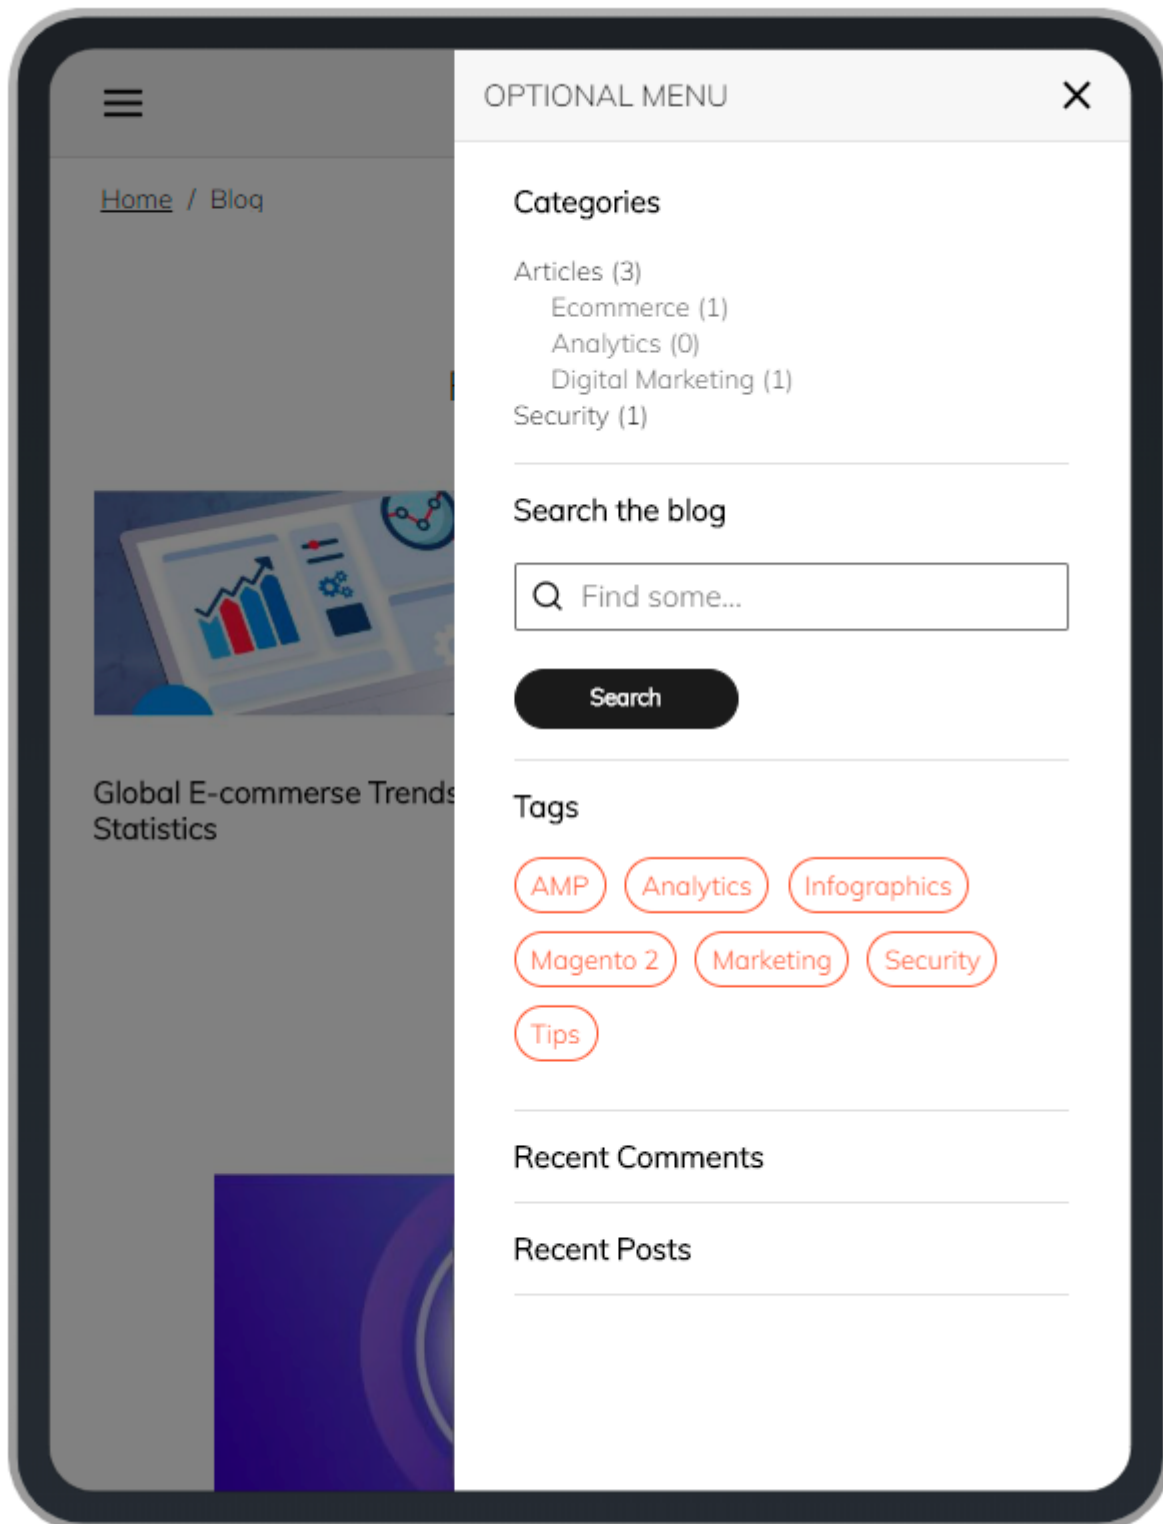 OPTIONAL MENU
Home / Blog
Categories
Articles (3)
Ecommerce (1)
Analytics (0)
Digital Marketing (1)
Security (1)
Search the blog
Find some...
Search
Global E-commerse Trends
Statistics
Tags
AMP Analytics Infographics
Magento 2 Marketing Security
Tips
Recent Comments
Recent Posts